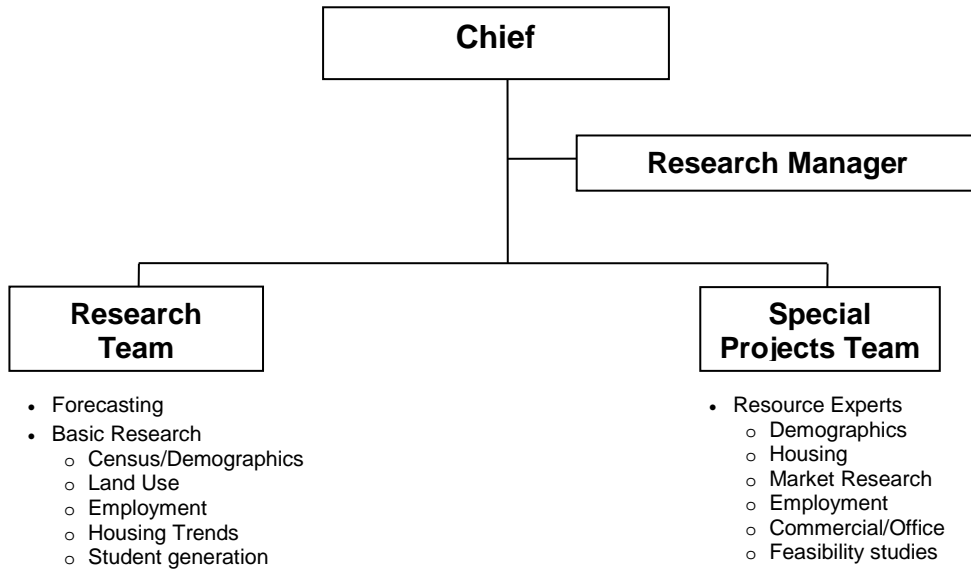 Chief
Research Manager
Research
Team
• Forecasting
• Basic Research
o Census/Demographics
o Land Use
o Employment
o Housing Trends
o Student generation
Special
Projects Team
• Resource Experts
o Demographics
o Housing
o Market Research
o Employment
o Commercial/Office
o Feasibility studies